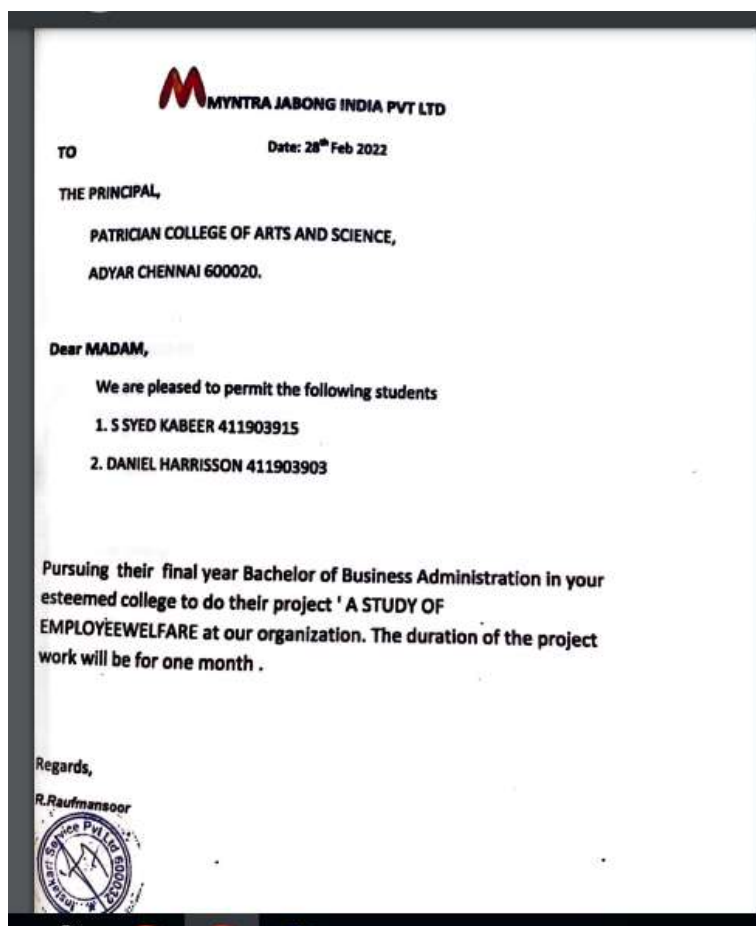 MYNTRA JABONG INDIA PVT LTD
TO Date: 28th Feb 2022
THE PRINCIPAL,
PATRICIAN COLLEGE OF ARTS AND SCIENCE,
ADYAR CHENNAI 600020.
Dear MADAM,
We are pleased to permit the following students
1. S SYED KABEER 411903915
2. DANIEL HARRISSON 411903903
Pursuing their final year Bachelor of Business Administration in your
esteemed college to do their project ' A STUDY OF
EMPLOYEEWELFARE at our organization. The duration of the project
work will be for one month .
Regards,
R.Raufmansoor
Instakart Service Pvt Ltd 600032